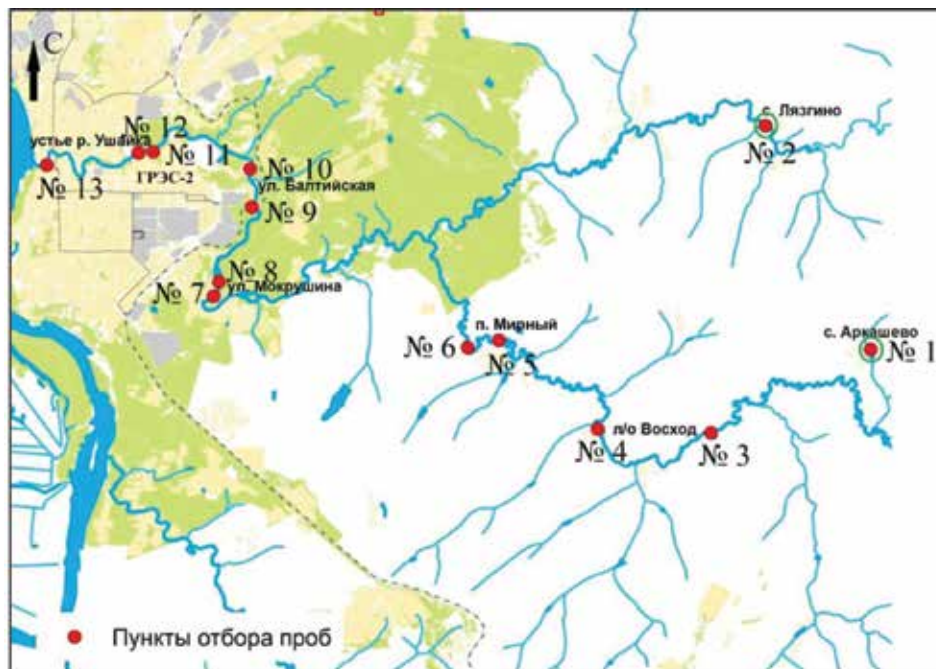 С
с. Лязгино
№ 2
№ 12
устье р. Ушайка
№ 11
ГРЭС-2
№ 13
№ 10
ул. Балтийская
№ 9
№ 8
№ 7
ул. Мокрушина
п. Мирный
№ 6
№ 5
с. Аркашево
№ 1
п/о Восход
№ 4
№ 3
Пункты отбора проб